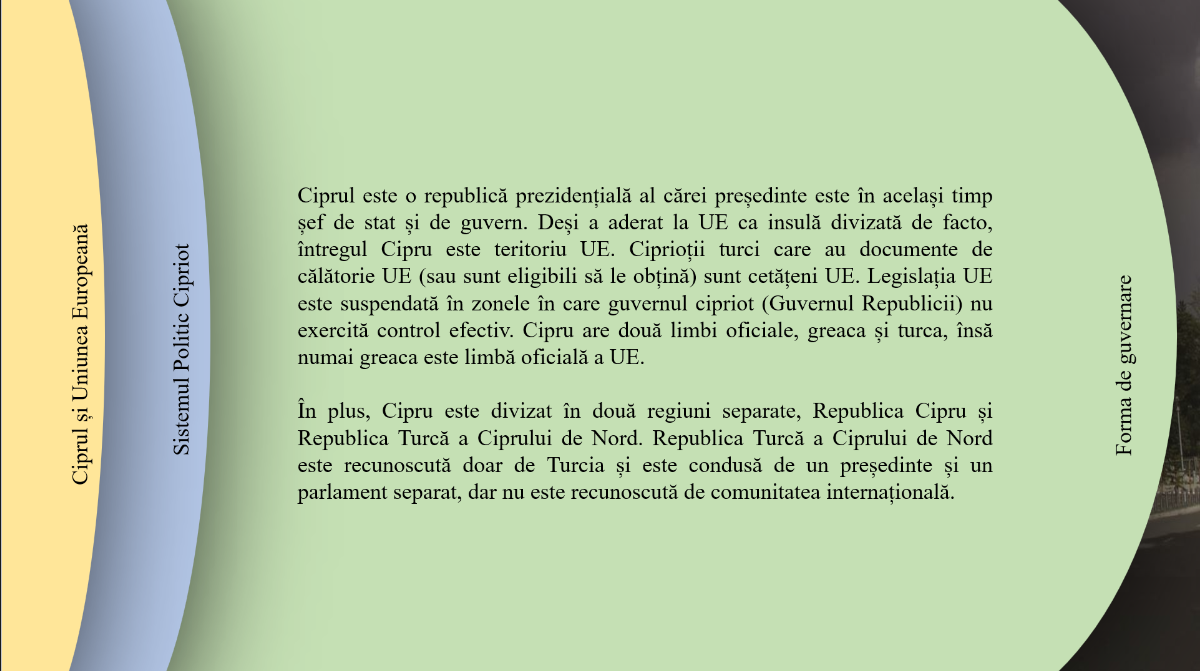 Ciprul și Uniunea Europeană
Sistemul Politic Cipriot
Ciprul este o republică prezidențială al cărei președinte este în același timp
șef de stat și de guvern. Deși a aderat la UE ca insulă divizată de facto,
întregul Cipru este teritoriu UE. Ciprioții turci care au documente de
călătorie UE (sau sunt eligibili să le obțină) sunt cetățeni UE. Legislația UE
este suspendată în zonele în care guvernul cipriot (Guvernul Republicii) nu
exercită control efectiv. Cipru are două limbi oficiale, greaca și turca, însă
numai greaca este limbă oficială a UE.
În plus, Cipru este divizat în două regiuni separate, Republica Cipru și
Republica Turcă a Ciprului de Nord. Republica Turcă a Ciprului de Nord
este recunoscută doar de Turcia și este condusă de un președinte și un
parlament separat, dar nu este recunoscută de comunitatea internațională.
Forma de guvernare